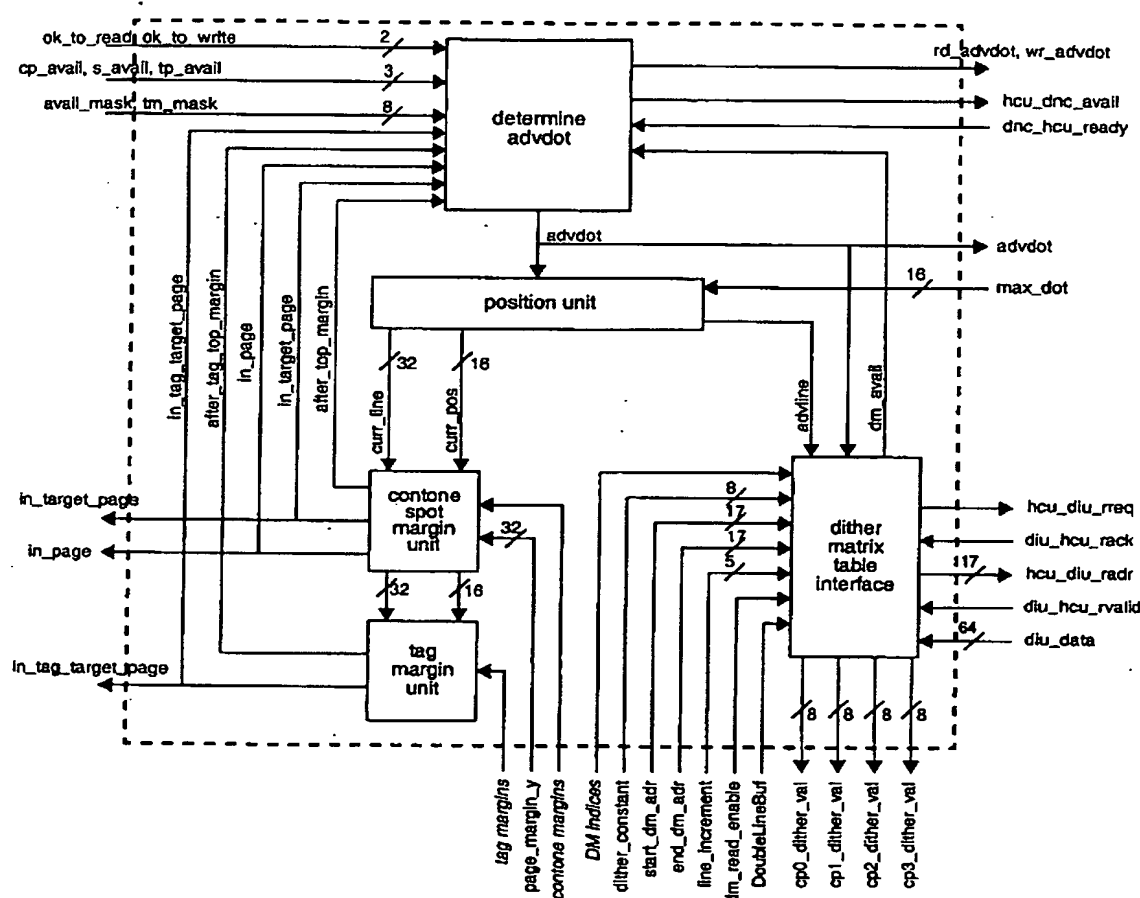 ok_to_read, ok_to_write
2
rd_advdot, wr_advdot
cp_avail, s_avail, tp_avail
3
hcu_dnc_avail
avail_mask, tm_mask
8
determine
advdot
dnc_hcu_ready
advdot
advdot
16
max_dot
position unit
in_tag_target_page
after_tag_top_margin
in_page
in_target_page
after_top_margin
32
16
curr_line
curr_pos
advline
dm_avail
in_target_page
in_page
contone
spot
margin
unit
32
32
16
in_tag_target_page
tag
margin
unit
8
17
17
5
dither
matrix
table
interface
hcu_diu_rreq
diu_hcu_rack
17
hcu_diu_radr
diu_hcu_rvalid
64
diu_data
8
8
8
8
tag margins
page_margin_y
contone margins
DM indices
dither_constant
start_dm_adr
end_dm_adr
line_increment
dm_read_enable
DoubleLineBuf
cp0_dither_val
cp1_dither_val
cp2_dither_val
cp3_dither_val